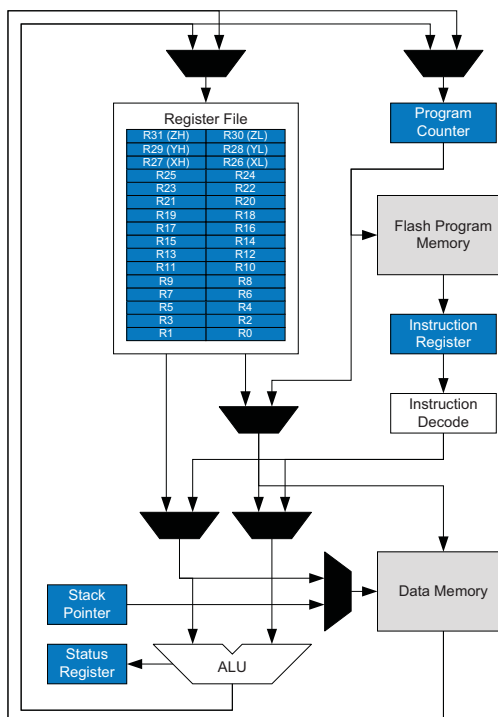 Register File
R31 (ZH) R30 (ZL)
R29 (YH) R28 (YL)
R27 (XH) R26 (XL)
R25 R24
R23 R22
R21 R20
R19 R18
R17 R16
R15 R14
R13 R12
R11 R10
R9 R8
R7 R6
R5 R4
R3 R2
R1 R0
Program
Counter
Flash Program
Memory
Instruction
Register
Instruction
Decode
Stack
Pointer
Data Memory
Status
Register
ALU